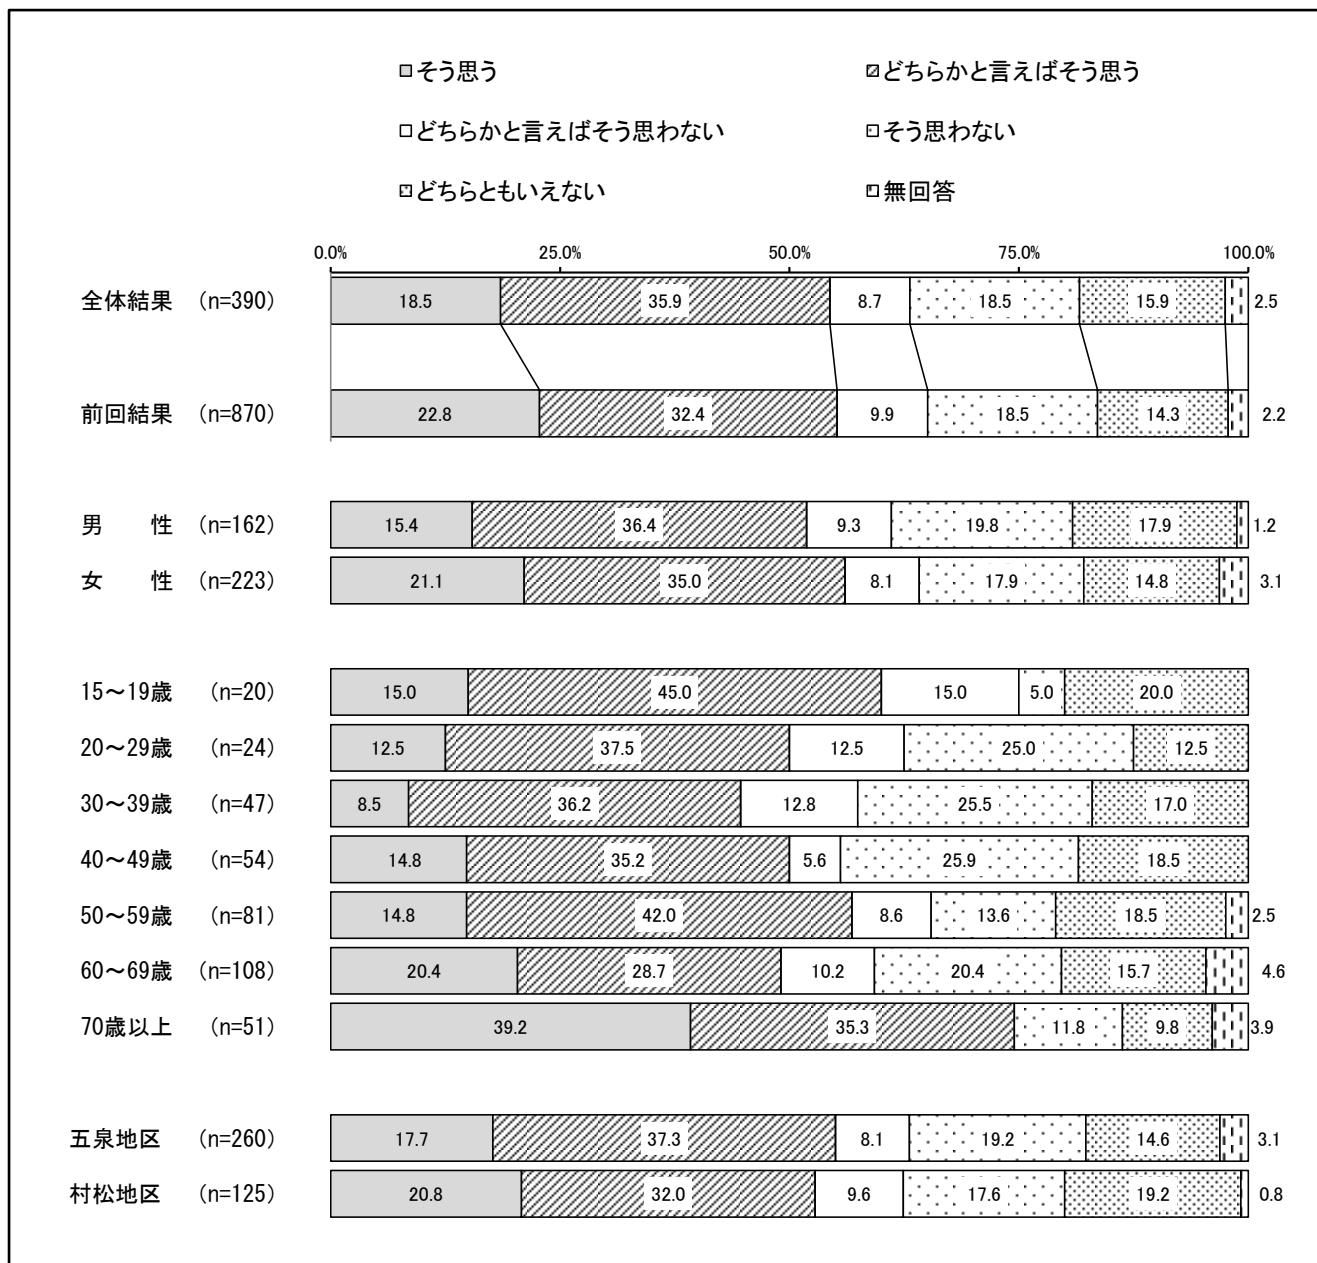 そう思う どちらかと言えばそう思う
どちらかと言えばそう思わない そう思わない
どちらともいえない 無回答
0.0% 25.0% 50.0% 75.0% 100.0%
全体結果 (n=390) 18.5 35.9 8.7 18.5 15.9 2.5
前回結果 (n=870) 22.8 32.4 9.9 18.5 14.3 2.2
男 性 (n=162) 15.4 36.4 9.3 19.8 17.9 1.2
女 性 (n=223) 21.1 35.0 8.1 17.9 14.8 3.1
15～19歳 (n=20) 15.0 45.0 15.0 5.0 20.0
20～29歳 (n=24) 12.5 37.5 12.5 25.0 12.5
30～39歳 (n=47) 8.5 36.2 12.8 25.5 17.0
40～49歳 (n=54) 14.8 35.2 5.6 25.9 18.5
50～59歳 (n=81) 14.8 42.0 8.6 13.6 18.5 2.5
60～69歳 (n=108) 20.4 28.7 10.2 20.4 15.7 4.6
70歳以上 (n=51) 39.2 35.3 11.8 9.8 3.9
五泉地区 (n=260) 17.7 37.3 8.1 19.2 14.6 3.1
村松地区 (n=125) 20.8 32.0 9.6 17.6 19.2 0.8